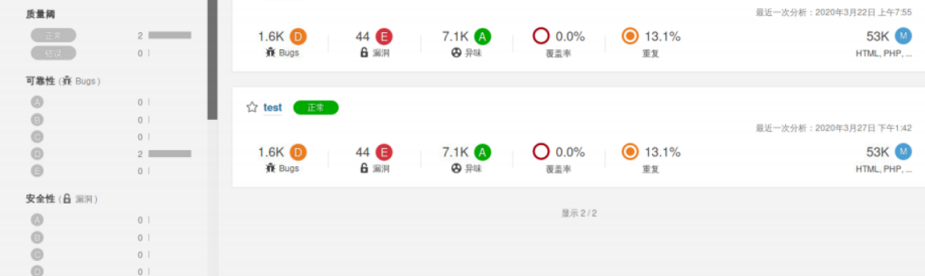 质量阈
正常 2
错误 0
可靠性 ( Bugs )
A 0
B 0
C 0
D 2
E 0
安全性 ( 漏洞 )
A 0
B 0
C 0
D 0
最近一次分析：2020年3月22日 上午7:55
1.6K D 44 E 7.1K A 0.0% 13.1% 53K M
Bugs 漏洞 异味 覆盖率 重复 HTML, PHP, ...
test 正常
最近一次分析：2020年3月27日 下午1:42
1.6K D 44 E 7.1K A 0.0% 13.1% 53K M
Bugs 漏洞 异味 覆盖率 重复 HTML, PHP, ...
显示 2 / 2